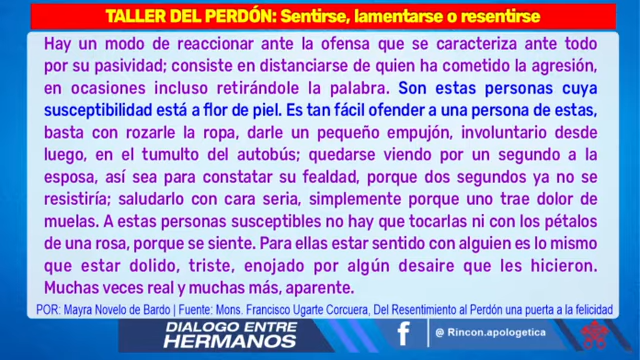 TALLER DEL PERDÓN: Sentirse, lamentarse o resentirse
Hay un modo de reaccionar ante la ofensa que se caracteriza ante todo
por su pasividad; consiste en distanciarse de quien ha cometido la agresión,
en ocasiones incluso retirándole la palabra. Son estas personas cuya
susceptibilidad está a flor de piel. Es tan fácil ofender a una persona de estas,
basta con rozarle la ropa, darle un pequeño empujón, involuntario desde
luego, en el tumulto del autobús; quedarse viendo por un segundo a la
esposa, así sea para constatar su fealdad, porque dos segundos ya no se
resistiría; saludarlo con cara seria, simplemente porque uno trae dolor de
muelas. A estas personas susceptibles no hay que tocarlas ni con los pétalos
de una rosa, porque se siente. Para ellas estar sentido con alguien es lo mismo
que estar dolido, triste, enojado por algún desaire que les hicieron.
Muchas veces real y muchas más, aparente.
POR: Mayra Novelo de Bardo | Fuente: Mons. Francisco Ugarte Corcuera, Del Resentimiento al Perdón una puerta a la felicidad
DIALOGO ENTRE
HERMANOS
f
@ Rincon.apologetica